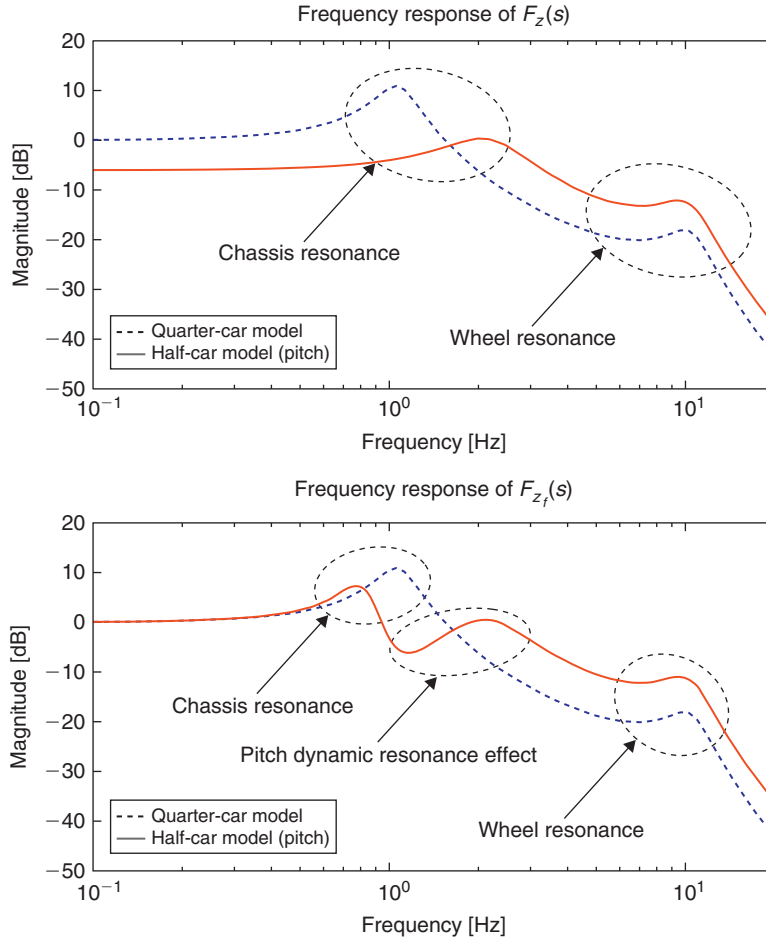 Frequency response of F_z(s)
20
10
0
−10
−20
−30
−40
−50
Magnitude [dB]
Chassis resonance
Wheel resonance
Quarter-car model
Half-car model (pitch)
10^−1
10^0
10^1
Frequency [Hz]
Frequency response of F_{z_f}(s)
20
10
0
−10
−20
−30
−40
−50
Magnitude [dB]
Chassis resonance
Pitch dynamic resonance effect
Wheel resonance
Quarter-car model
Half-car model (pitch)
10^−1
10^0
10^1
Frequency [Hz]